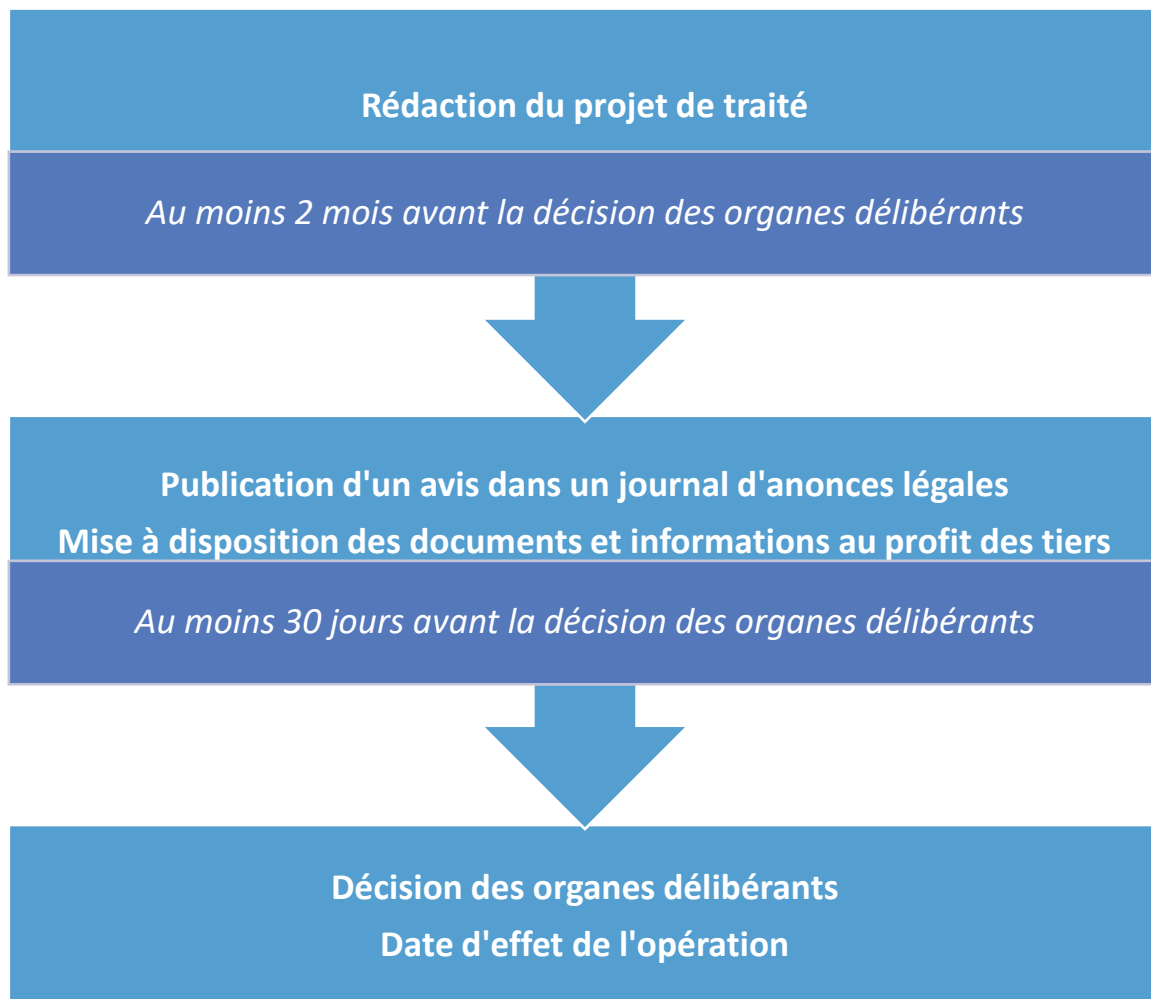 Rédaction du projet de traité
Au moins 2 mois avant la décision des organes délibérants
Publication d'un avis dans un journal d'anonces légales
Mise à disposition des documents et informations au profit des tiers
Au moins 30 jours avant la décision des organes délibérants
Décision des organes délibérants
Date d'effet de l'opération